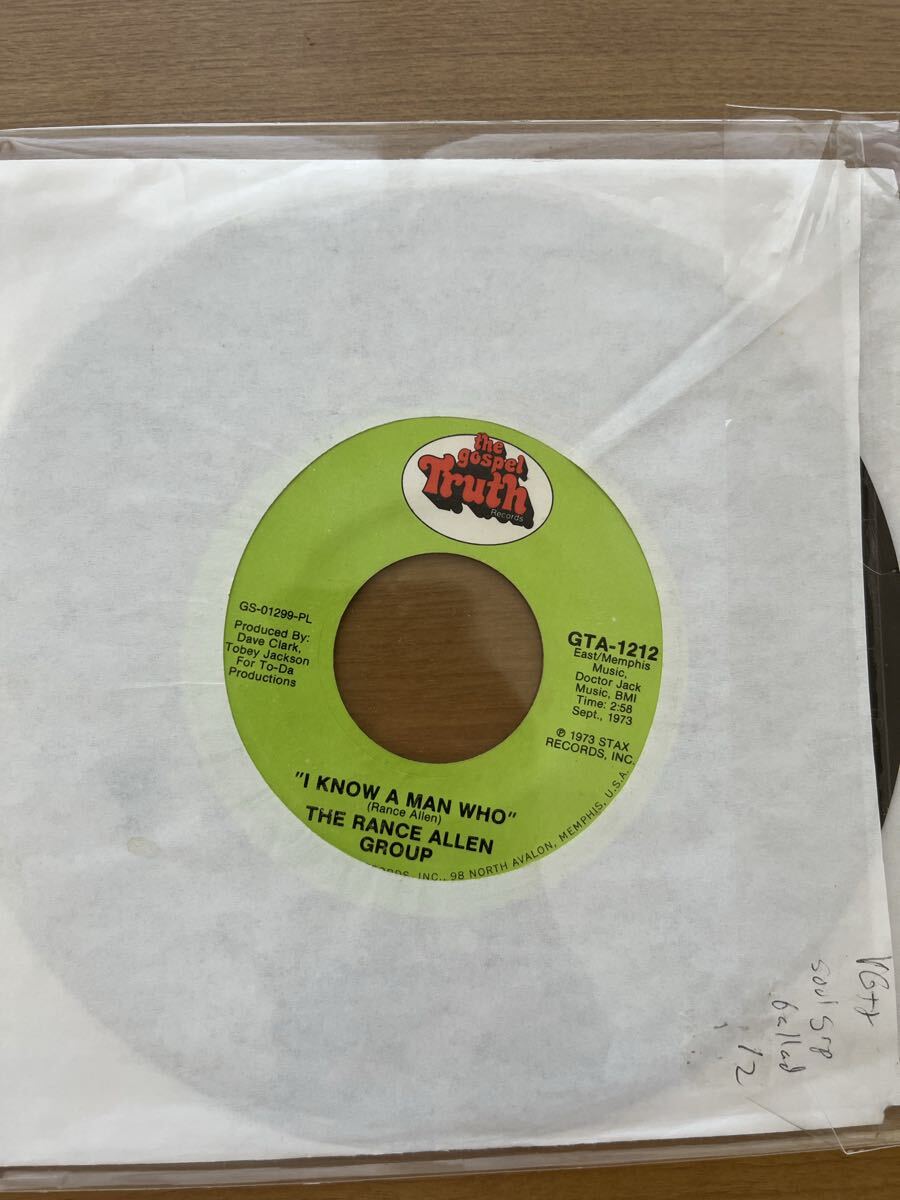 the
gospel
Truth
Records
GS-01299-PL
Produced By:
Dave Clark,
Tobey Jackson
For To-Da
Productions
GTA-1212
East/Memphis
Music,
Doctor Jack
Music, BMI
Time: 2:58
Sept., 1973
℗ 1973 STAX
RECORDS, INC.
"I KNOW A MAN WHO"
(Rance Allen)
THE RANCE ALLEN
GROUP
INC., 98 NORTH AVALON, MEMPHIS, U.S.A.
VG++
Soul Grp
ballad
12